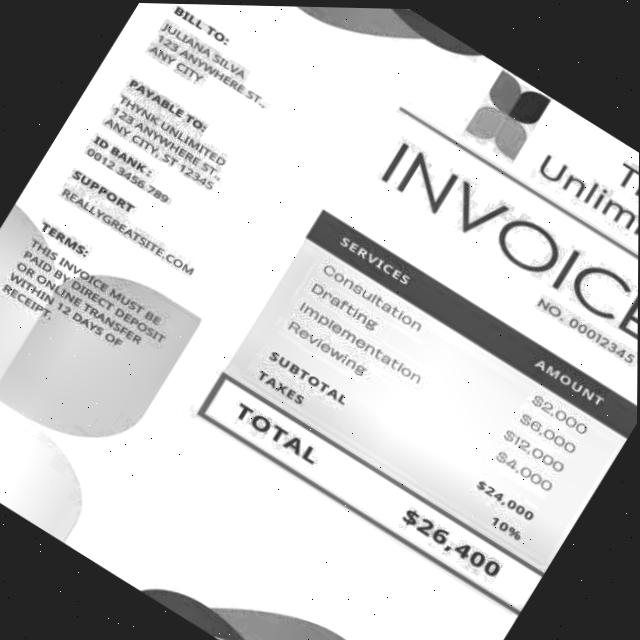 BILL TO:
JULIANA SILVA
123 ANYWHERE ST.,
ANY CITY
PAYABLE TO:
THYNK UNLIMITED
123 ANYWHERE ST.,
ANY CITY, ST 12345
ID BANK:
0012.3456.789
SUPPORT
REALLYGREATSITE.COM
TERMS:
THIS INVOICE MUST BE
PAID BY DIRECT DEPOSIT
OR ONLINE TRANSFER
WITHIN 12 DAYS OF
RECEIPT.
T
Unlim
INVOICE
NO. 00012345
SERVICES AMOUNT
Consultation $2,000
Drafting $6,000
Implementation $12,000
Reviewing $4,000
SUBTOTAL $24,000
TAXES 10%
TOTAL $26,400